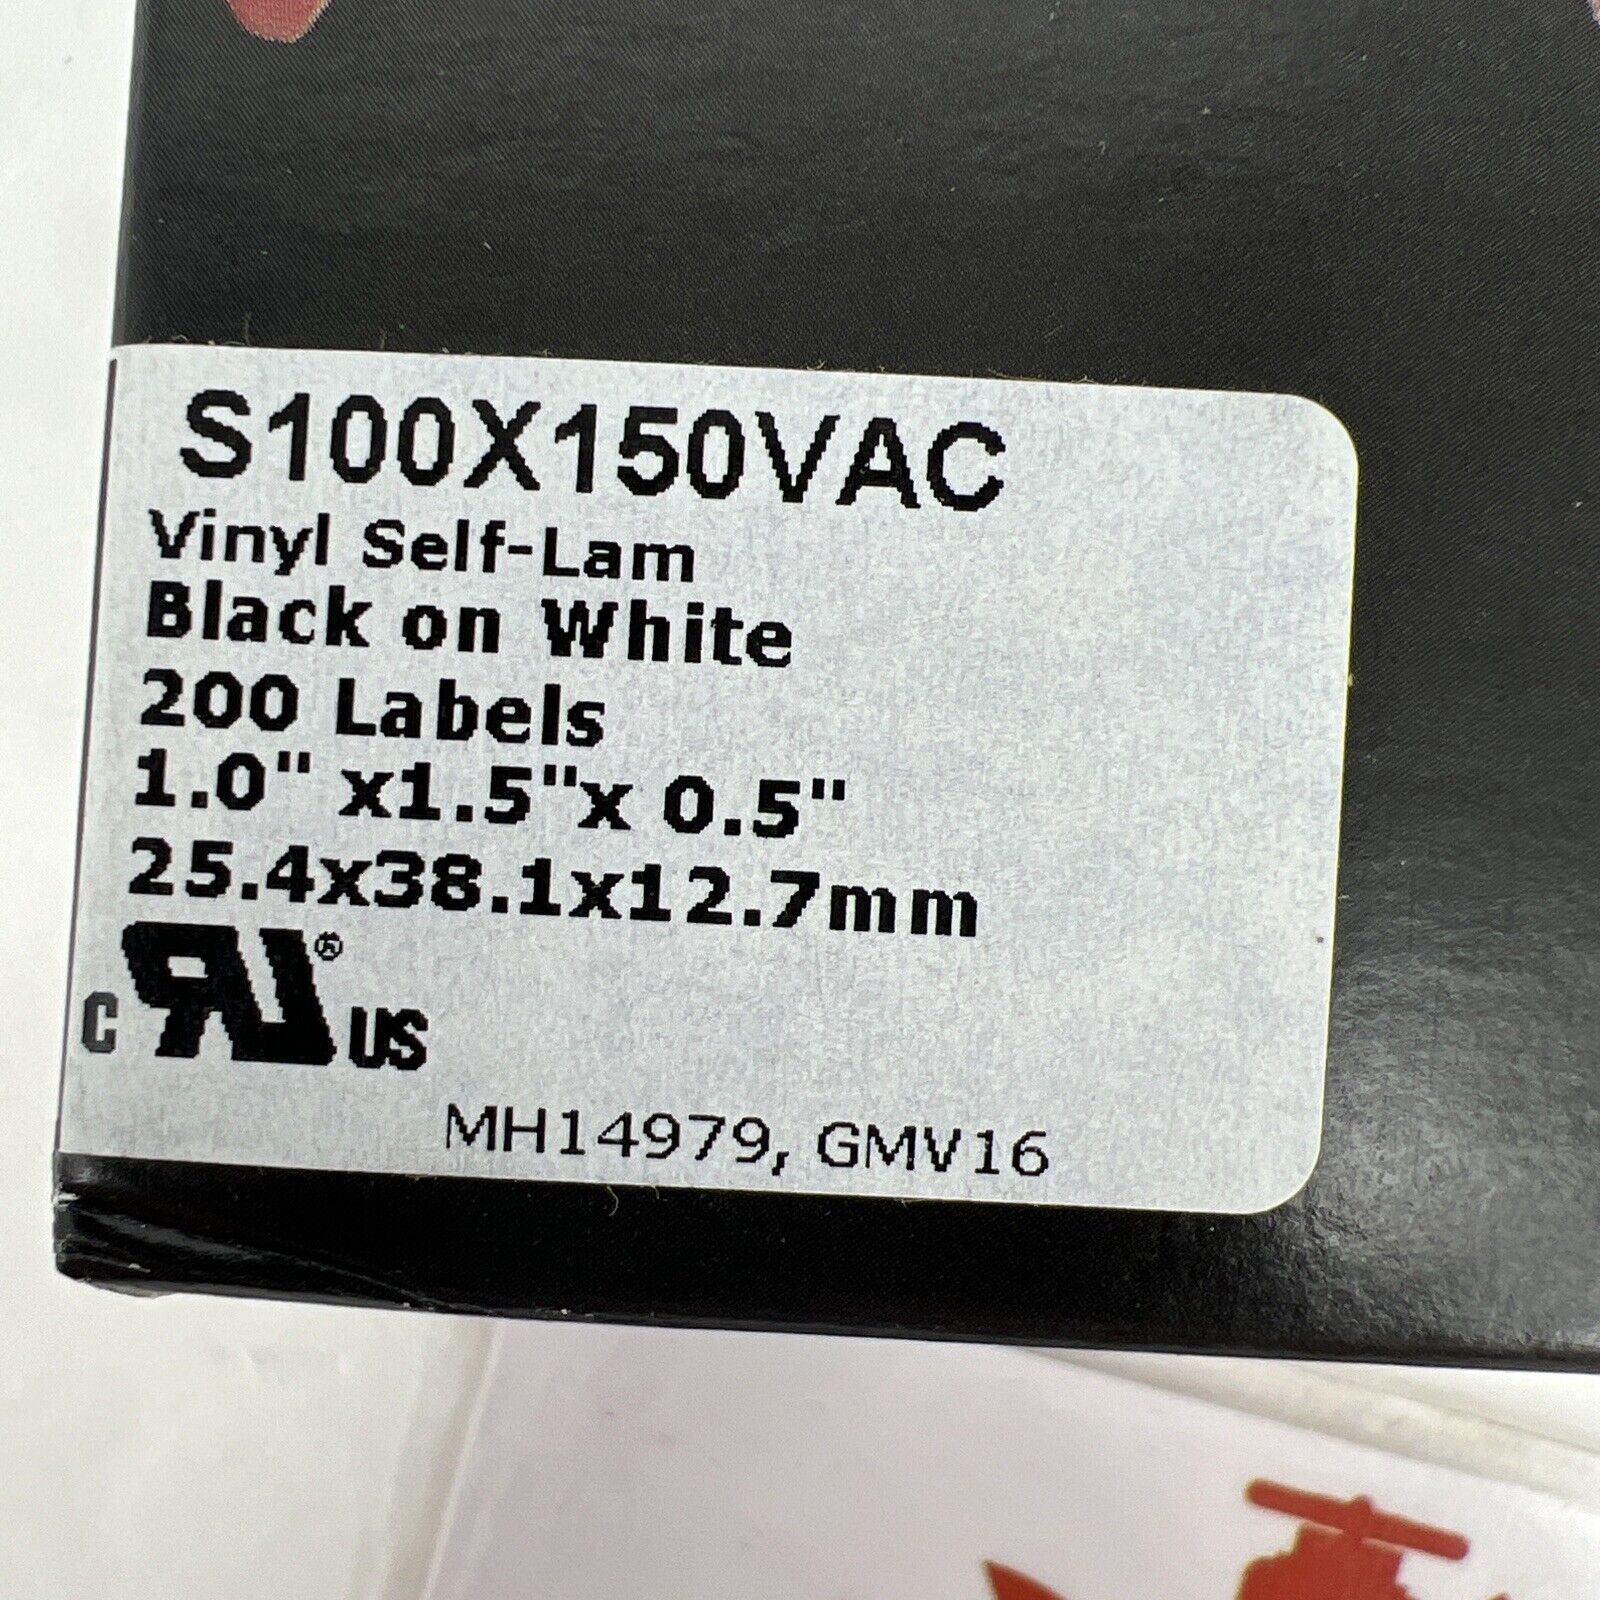 S100X150VAC
Vinyl Self-Lam
Black on White
200 Labels
1.0" x1.5"x 0.5"
25.4x38.1x12.7mm
c RU® US
MH14979, GMV16